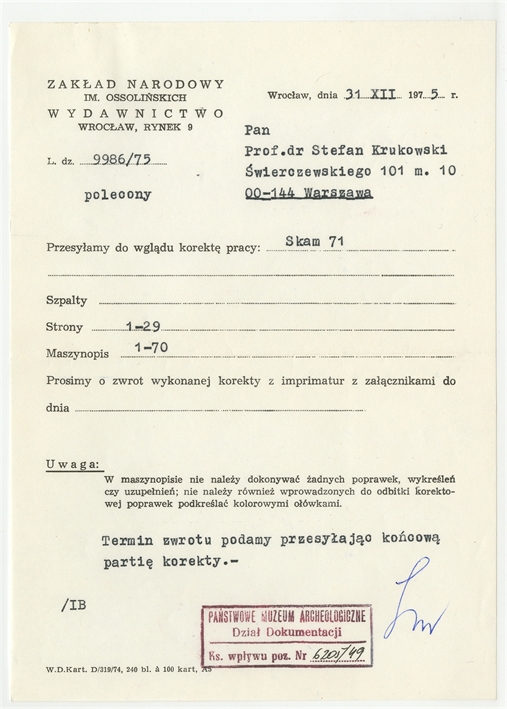 ZAKŁAD NARODOWY
IM. OSSOLIŃSKICH
WYDAWNICTWO
WROCŁAW, RYNEK 9
Wrocław, dnia 31 XII 1975 r.
L. dz. 9986/75
polecony
Pan
Prof.dr Stefan Krukowski
Świerczewskiego 101 m. 10
00-144 Warszawa
Przesyłamy do wglądu korektę pracy: Skam 71
Szpalty
Strony 1-29
Maszynopis 1-70
Prosimy o zwrot wykonanej korekty z imprimatur z załącznikami do
dnia
Uwaga:
W maszynopisie nie należy dokonywać żadnych poprawek, wykreśleń
czy uzupełnień; nie należy również wprowadzonych do odbitki korekto-
wej poprawek podkreślać kolorowymi ołówkami.
Termin zwrotu podamy przesyłając końcową
partię korekty.-
/IB
PAŃSTWOWE MUZEUM ARCHEOLOGICZNE
Dział Dokumentacji
Ks. wpływu poz. Nr
W.D.Kart. D/319/74, 240 bl. à 100 kart, A5